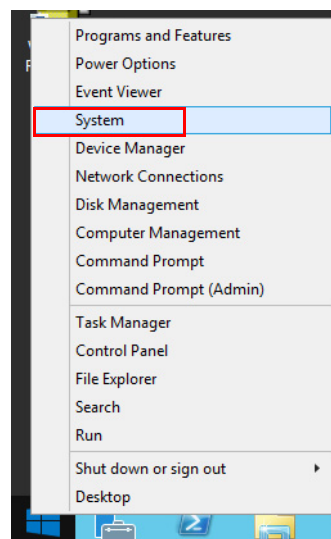 Programs and Features
Power Options
Event Viewer
System
Device Manager
Network Connections
Disk Management
Computer Management
Command Prompt
Command Prompt (Admin)
Task Manager
Control Panel
File Explorer
Search
Run
Shut down or sign out
Desktop